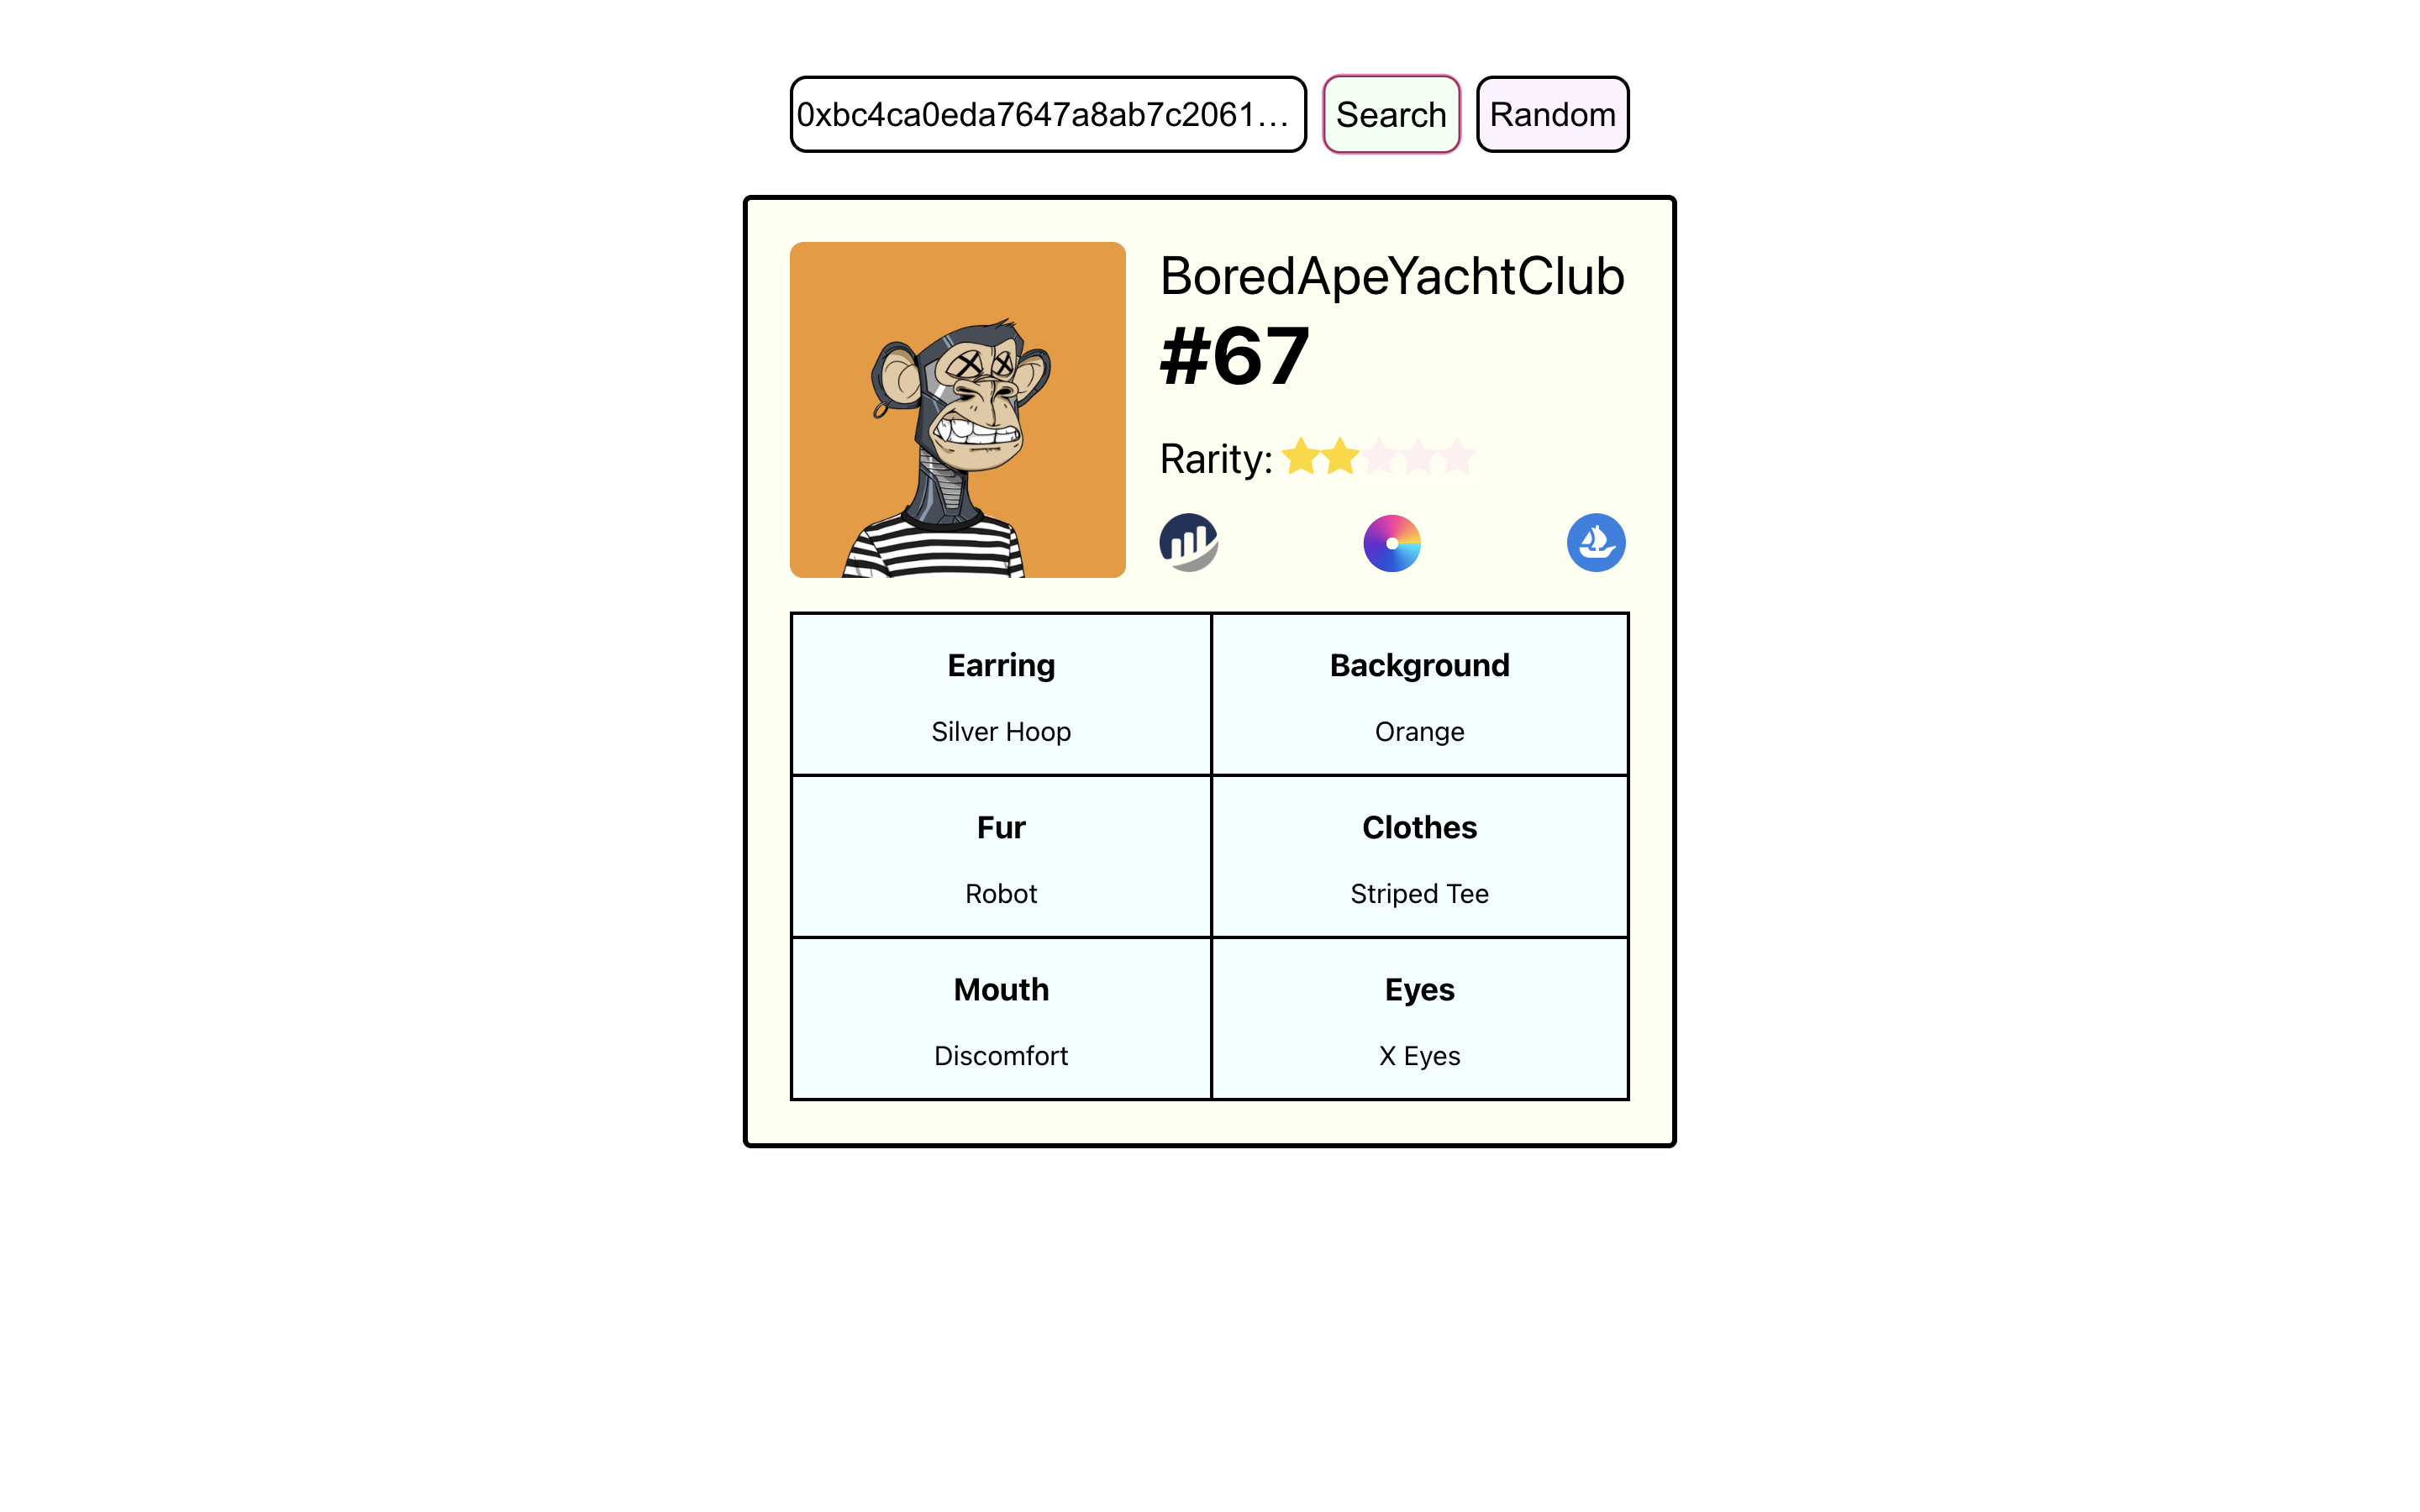 0xbc4ca0eda7647a8ab7c2061... Search Random
BoredApeYachtClub
#67
Rarity:
Earring Background
Silver Hoop Orange
Fur Clothes
Robot Striped Tee
Mouth Eyes
Discomfort X Eyes